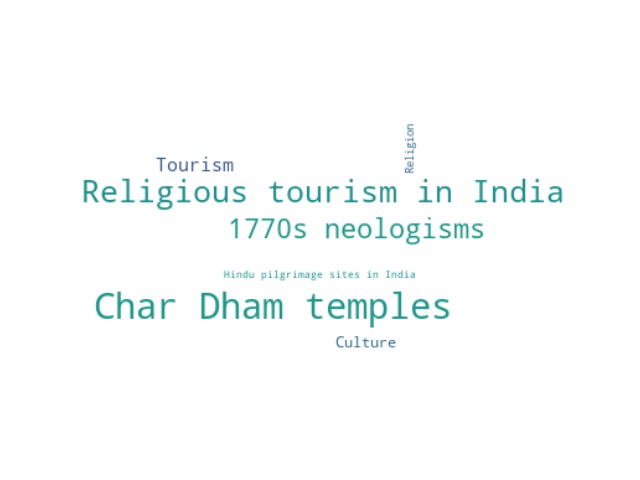 Religion
Tourism
Religious tourism in India
1770s neologisms
Hindu pilgrimage sites in India
Char Dham temples
Culture